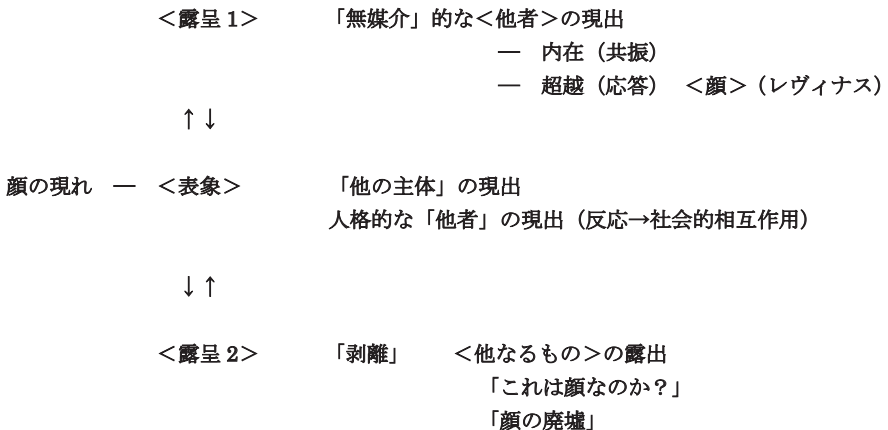 ＜露呈 1＞　「無媒介」的な＜他者＞の現出
―　内在（共振）
―　超越（応答）　＜顔＞（レヴィナス）
↑↓
顔の現れ　―　＜表象＞　「他の主体」の現出
人格的な「他者」の現出（反応→社会的相互作用）
↓↑
＜露呈 2＞　「剥離」　＜他なるもの＞の露出
「これは顔なのか？」
「顔の廃墟」